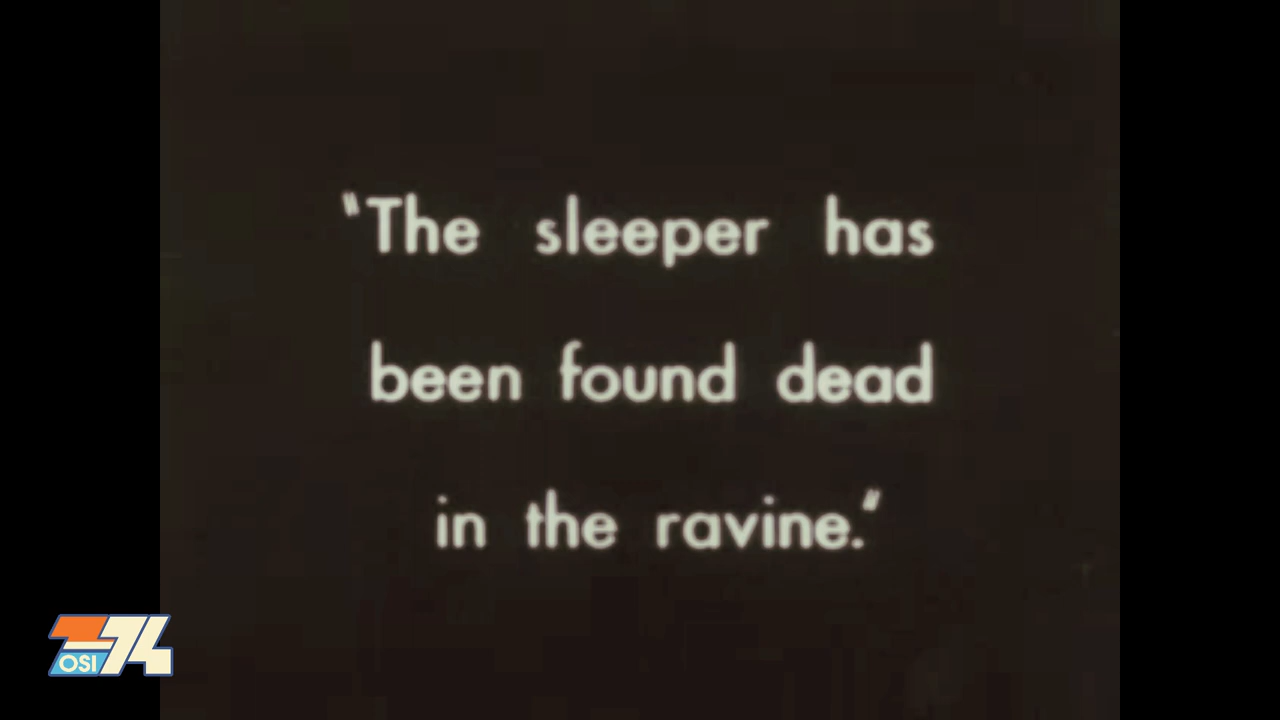 "The sleeper has
been found dead
in the ravine."
OSI 74